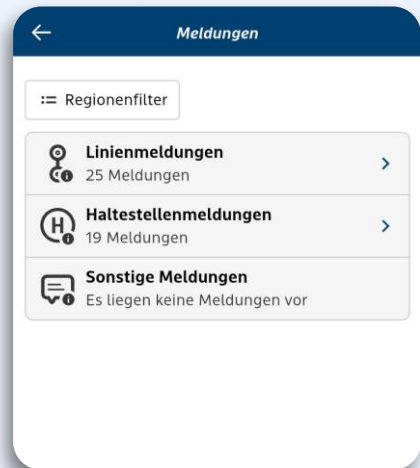 Meldungen
Regionenfilter
Linienmeldungen
25 Meldungen
H
Haltestellenmeldungen
19 Meldungen
Sonstige Meldungen
Es liegen keine Meldungen vor